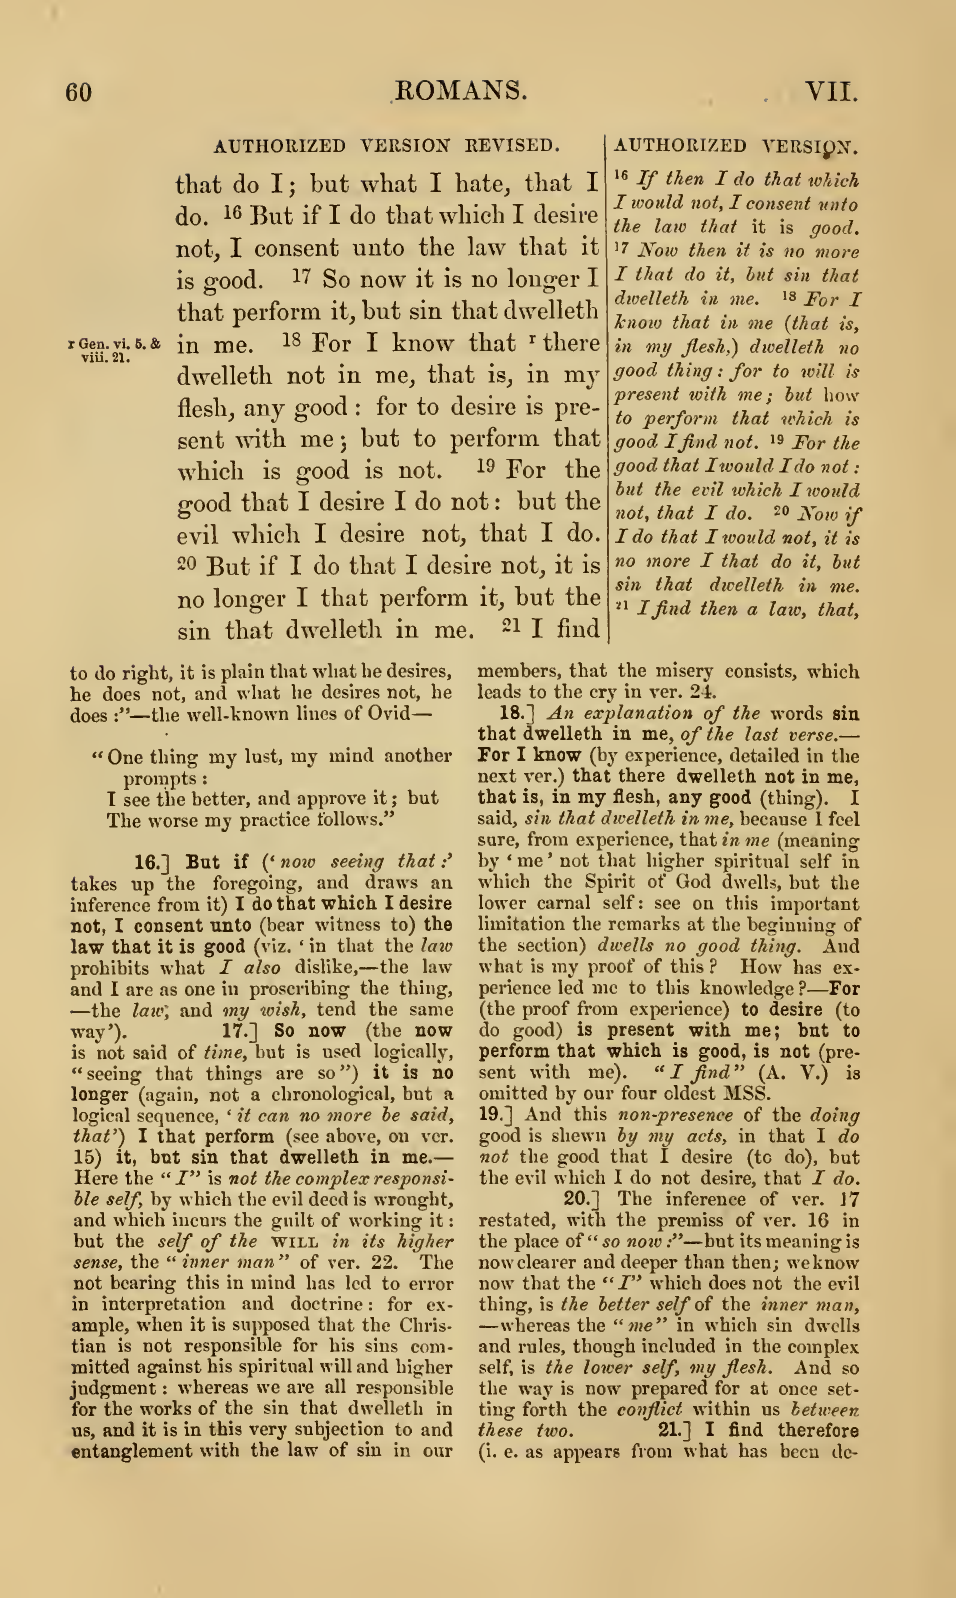 60
ROMANS.
VII.
AUTHORIZED VERSION REVISED.
that do I; but what I hate, that I
do. 16 But if I do that which I desire
not, I consent unto the law that it
is good. 17 So now it is no longer I
that perform it, but sin that dwelleth
r Gen. vi. 5. &
viii. 21.
in me. 18 For I know that r there
dwelleth not in me, that is, in my
flesh, any good : for to desire is pre-
sent with me ; but to perform that
which is good is not. 19 For the
good that I desire I do not : but the
evil which I desire not, that I do.
20 But if I do that I desire not, it is
no longer I that perform it, but the
sin that dwelleth in me. 21 I find
AUTHORIZED VERSION.
16 If then I do that which
I would not, I consent unto
the law that it is good.
17 Now then it is no more
I that do it, but sin that
dwelleth in me. 18 For I
know that in me (that is,
in my flesh,) dwelleth no
good thing : for to will is
present with me ; but how
to perform that which is
good I find not. 19 For the
good that I would I do not :
but the evil which I would
not, that I do. 20 Now if
I do that I would not, it is
no more I that do it, but
sin that dwelleth in me.
21 I find then a law, that,
to do right, it is plain that what he desires,
he does not, and what he desires not, he
does :”—the well-known lines of Ovid—
“ One thing my lust, my mind another
prompts :
I see the better, and approve it ; but
The worse my practice follows.”
16.] But if (‘ now seeing that :’
takes up the foregoing, and draws an
inference from it) I do that which I desire
not, I consent unto (bear witness to) the
law that it is good (viz. ‘ in that the law
prohibits what I also dislike,—the law
and I are as one in proscribing the thing,
—the law, and my wish, tend the same
way’). 17.] So now (the now
is not said of time, but is used logically,
“ seeing that things are so ”) it is no
longer (again, not a chronological, but a
logical sequence, ‘ it can no more be said,
that’) I that perform (see above, on ver.
15) it, but sin that dwelleth in me.—
Here the “ I” is not the complex responsi-
ble self, by which the evil deed is wrought,
and which incurs the guilt of working it :
but the self of the WILL in its higher
sense, the “ inner man ” of ver. 22. The
not bearing this in mind has led to error
in interpretation and doctrine : for ex-
ample, when it is supposed that the Chris-
tian is not responsible for his sins com-
mitted against his spiritual will and higher
judgment : whereas we are all responsible
for the works of the sin that dwelleth in
us, and it is in this very subjection to and
entanglement with the law of sin in our
members, that the misery consists, which
leads to the cry in ver. 24.
18.] An explanation of the words sin
that dwelleth in me, of the last verse.—
For I know (by experience, detailed in the
next ver.) that there dwelleth not in me,
that is, in my flesh, any good (thing). I
said, sin that dwelleth in me, because I feel
sure, from experience, that in me (meaning
by ‘ me ’ not that higher spiritual self in
which the Spirit of God dwells, but the
lower carnal self : see on this important
limitation the remarks at the beginning of
the section) dwells no good thing. And
what is my proof of this ? How has ex-
perience led me to this knowledge ?—For
(the proof from experience) to desire (to
do good) is present with me ; but to
perform that which is good, is not (pre-
sent with me). “ I find ” (A. V.) is
omitted by our four oldest MSS.
19.] And this non-presence of the doing
good is shewn by my acts, in that I do
not the good that I desire (to do), but
the evil which I do not desire, that I do.
20.] The inference of ver. 17
restated, with the premiss of ver. 16 in
the place of “ so now :”—but its meaning is
now clearer and deeper than then ; we know
now that the “ I” which does not the evil
thing, is the better self of the inner man,
—whereas the “ me ” in which sin dwells
and rules, though included in the complex
self, is the lower self, my flesh. And so
the way is now prepared for at once set-
ting forth the conflict within us between
these two. 21.] I find therefore
(i. e. as appears from what has been de-